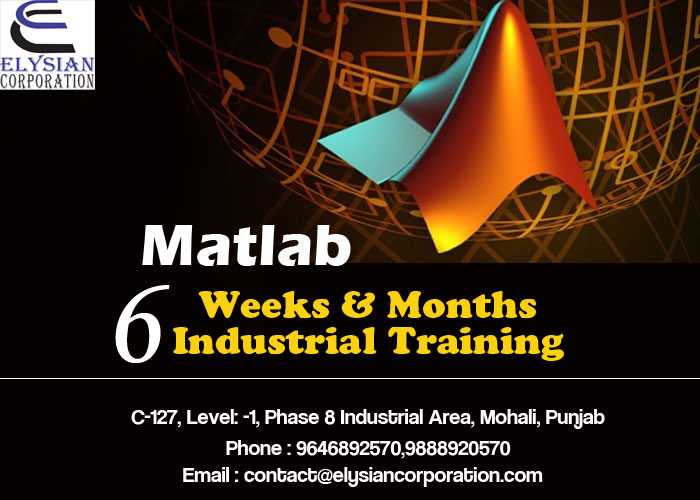 ELYSIAN
CORPORATION
Matlab
6 Weeks & Months
Industrial Training
C-127, Level: -1, Phase 8 Industrial Area, Mohali, Punjab
Phone : 9646892570,9888920570
Email : contact@elysiancorporation.com